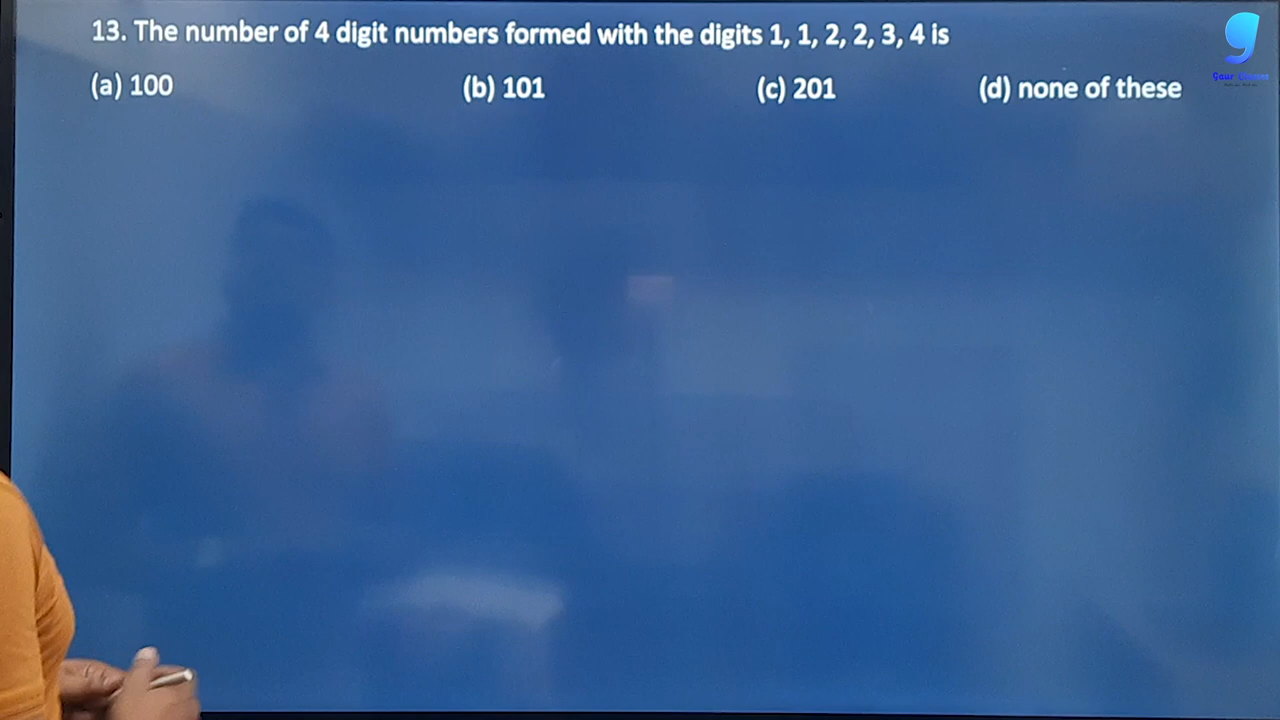 13. The number of 4 digit numbers formed with the digits 1, 1, 2, 2, 3, 4 is
(a) 100 (b) 101 (c) 201 (d) none of these